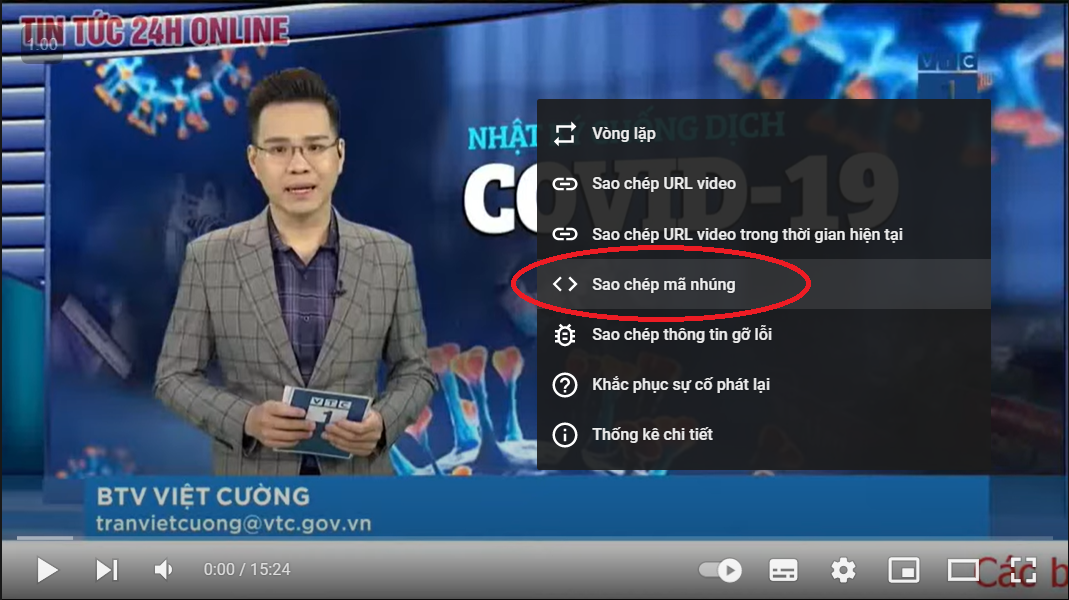 TIN TỨC 24H ONLINE
1:00
VTC
1
NHẬT KÝ CHỐNG DỊCH
COVID-19
Vòng lặp
Sao chép URL video
Sao chép URL video trong thời gian hiện tại
Sao chép mã nhúng
Sao chép thông tin gỡ lỗi
Khắc phục sự cố phát lại
Thống kê chi tiết
VTC
1
BTV VIỆT CƯỜNG
tranvietcuong@vtc.gov.vn
0:00 / 15:24
Các b